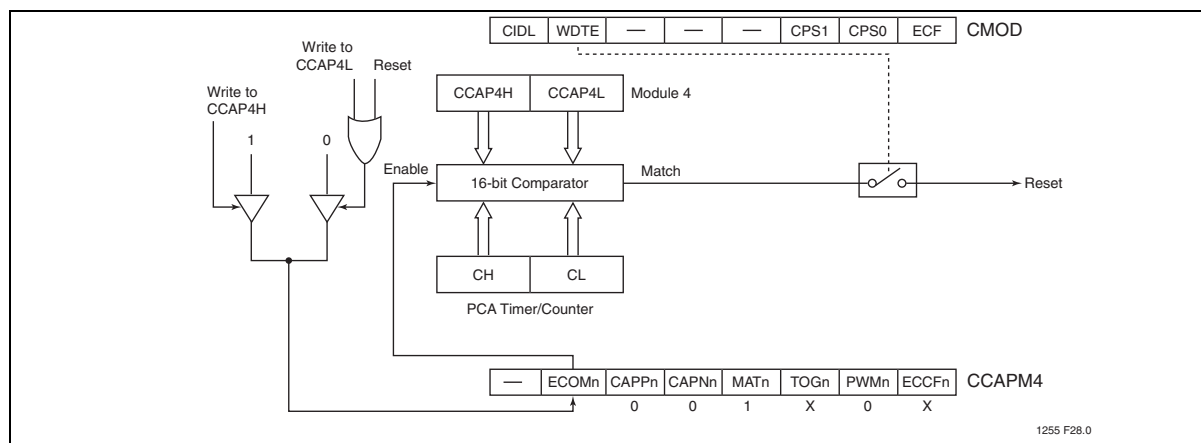 CIDL WDTE — — — CPS1 CPS0 ECF CMOD
Write to
CCAP4L Reset
Write to
CCAP4H
CCAP4H CCAP4L Module 4
1 0
Enable 16-bit Comparator Match Reset
CH CL
PCA Timer/Counter
— ECOMn CAPPn CAPNn MATn TOGn PWMn ECCFn CCAPM4
0 0 1 X 0 X
1255 F28.0